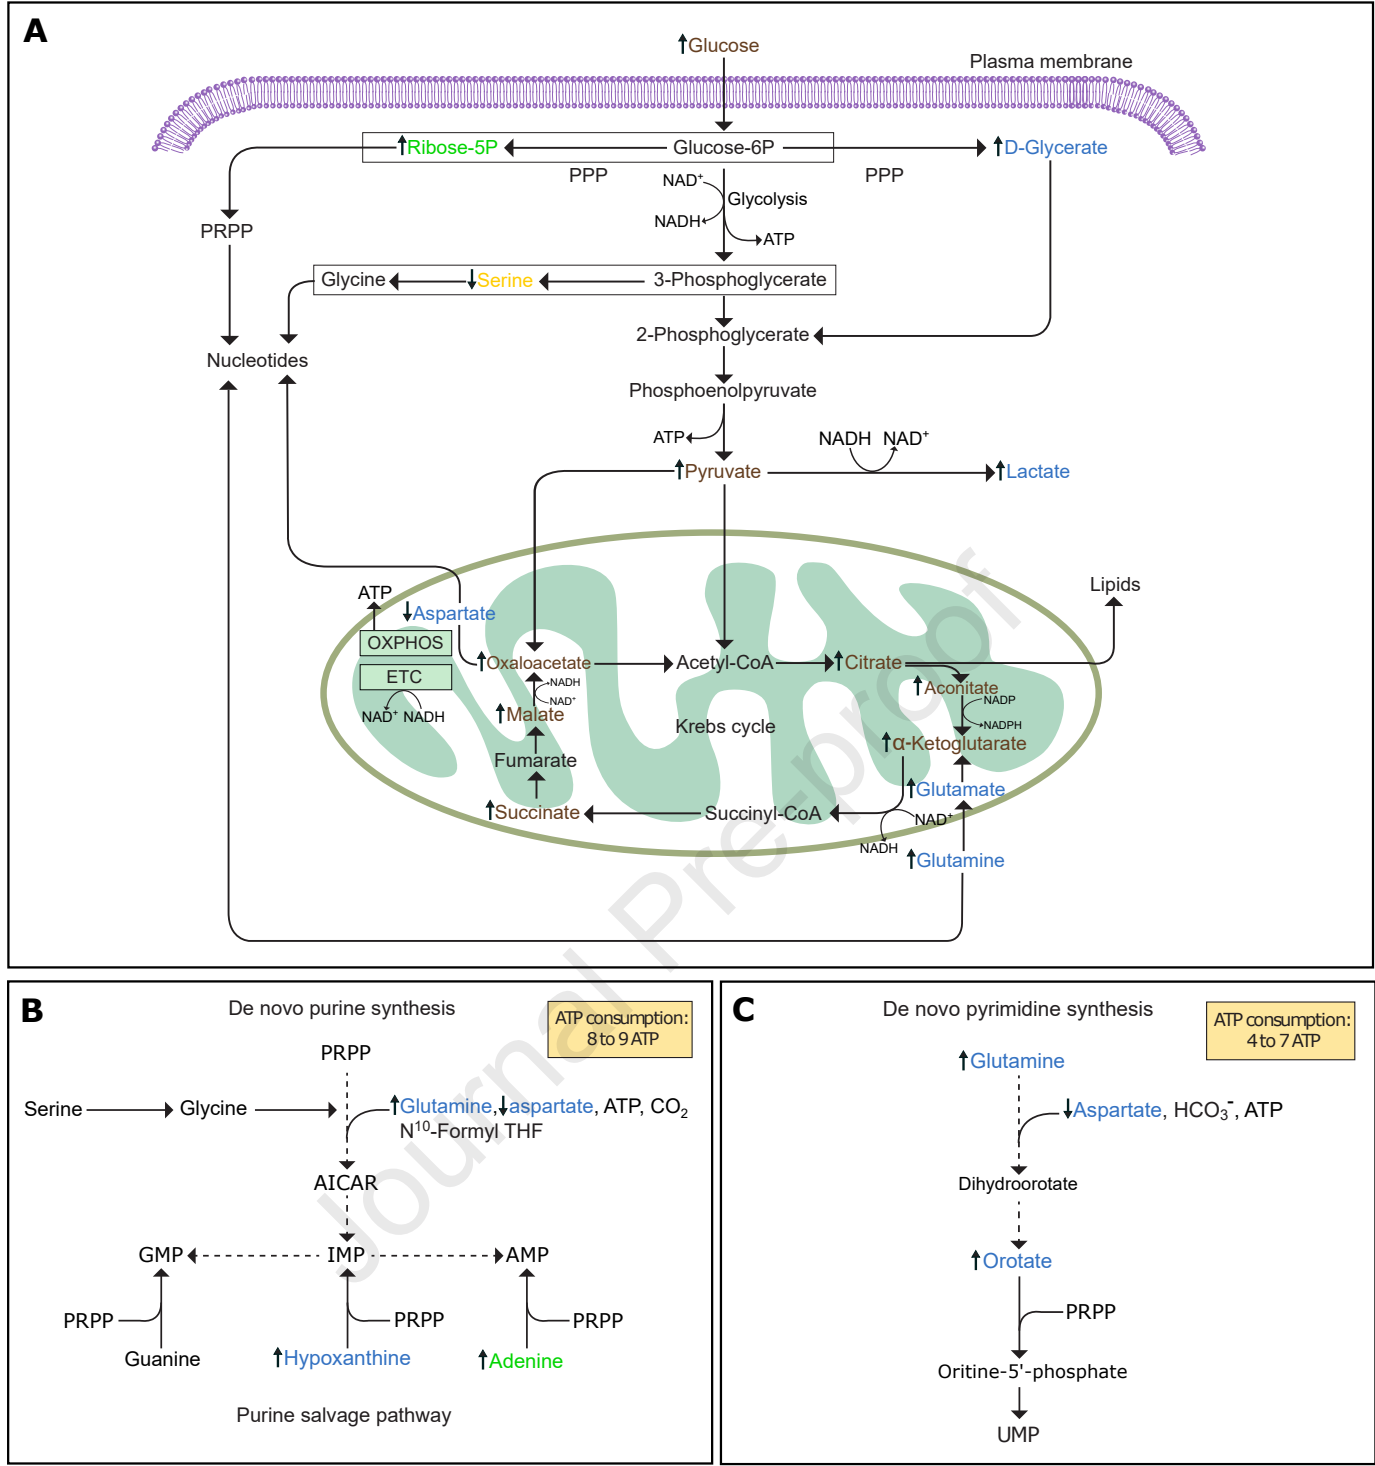 A
↑Glucose
Plasma membrane
↑Ribose-5P
Glucose-6P
↑D-Glycerate
PPP
PPP
NAD+
Glycolysis
NADH
ATP
PRPP
Glycine
↓Serine
3-Phosphoglycerate
2-Phosphoglycerate
Nucleotides
Phosphoenolpyruvate
ATP
NADH
NAD+
↑Pyruvate
↑Lactate
Lipids
ATP
↓Aspartate
OXPHOS
↑Oxaloacetate
Acetyl-CoA
↑Citrate
ETC
NADH
↑Aconitate
NAD+
NADP
NAD+ NADH
↑Malate
Krebs cycle
NADPH
↑α-Ketoglutarate
Fumarate
↑Glutamate
↑Succinate
Succinyl-CoA
NAD+
NADH
↑Glutamine
Journal Pre-proof
B
De novo purine synthesis
ATP consumption:
8 to 9 ATP
PRPP
Serine
Glycine
↑Glutamine,↓aspartate, ATP, CO2
N10-Formyl THF
AICAR
GMP
IMP
AMP
PRPP
PRPP
PRPP
Guanine
↑Hypoxanthine
↑Adenine
Purine salvage pathway
C
De novo pyrimidine synthesis
ATP consumption:
4 to 7 ATP
↑Glutamine
↓Aspartate, HCO3-, ATP
Dihydroorotate
↑Orotate
PRPP
Oritine-5'-phosphate
UMP